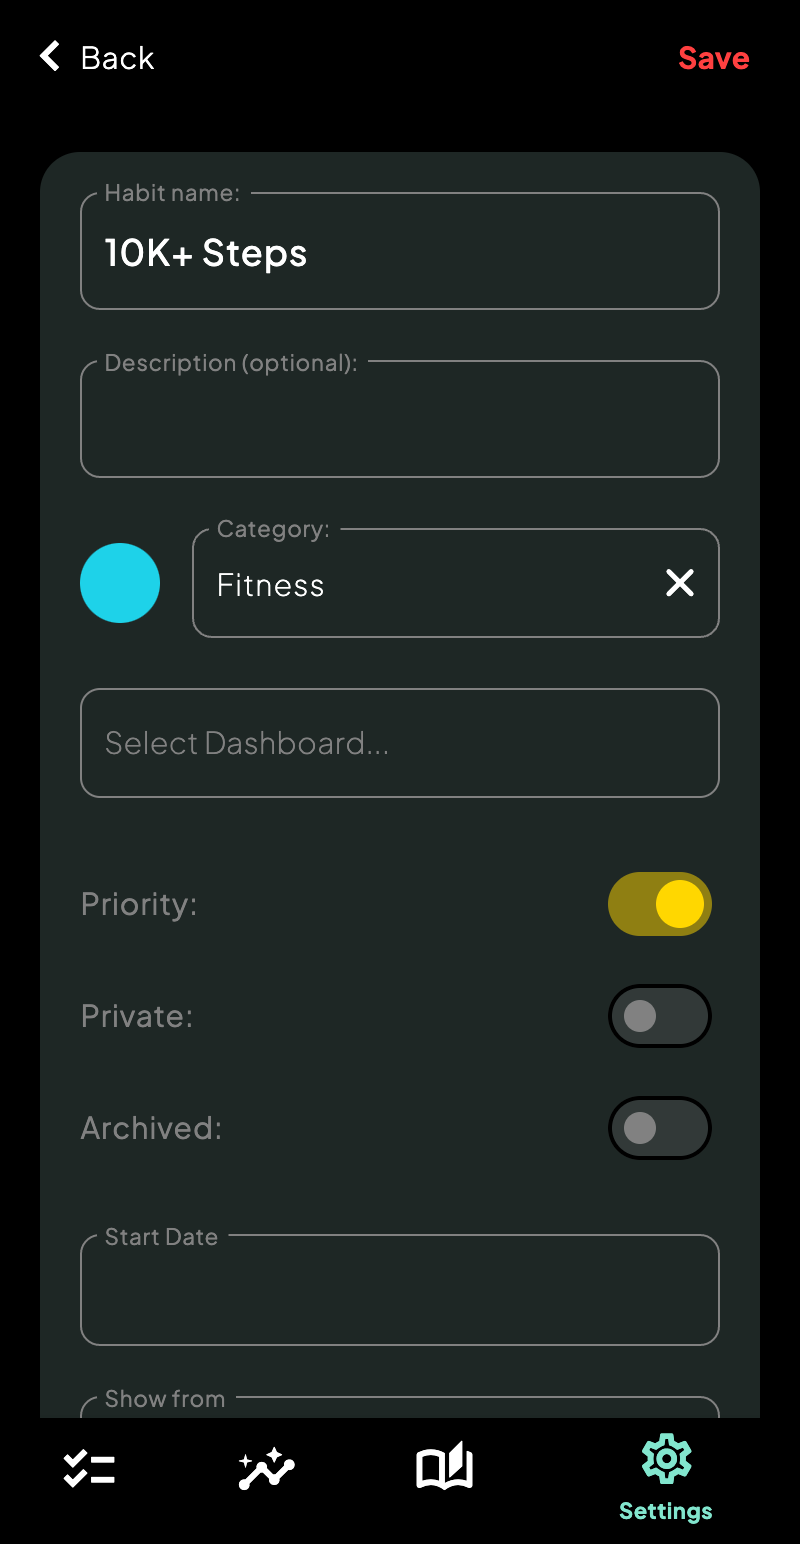 Back
Save
Habit name:
10K+ Steps
Description (optional):
Category:
Fitness
Select Dashboard...
Priority:
Private:
Archived:
Start Date
Show from
Settings